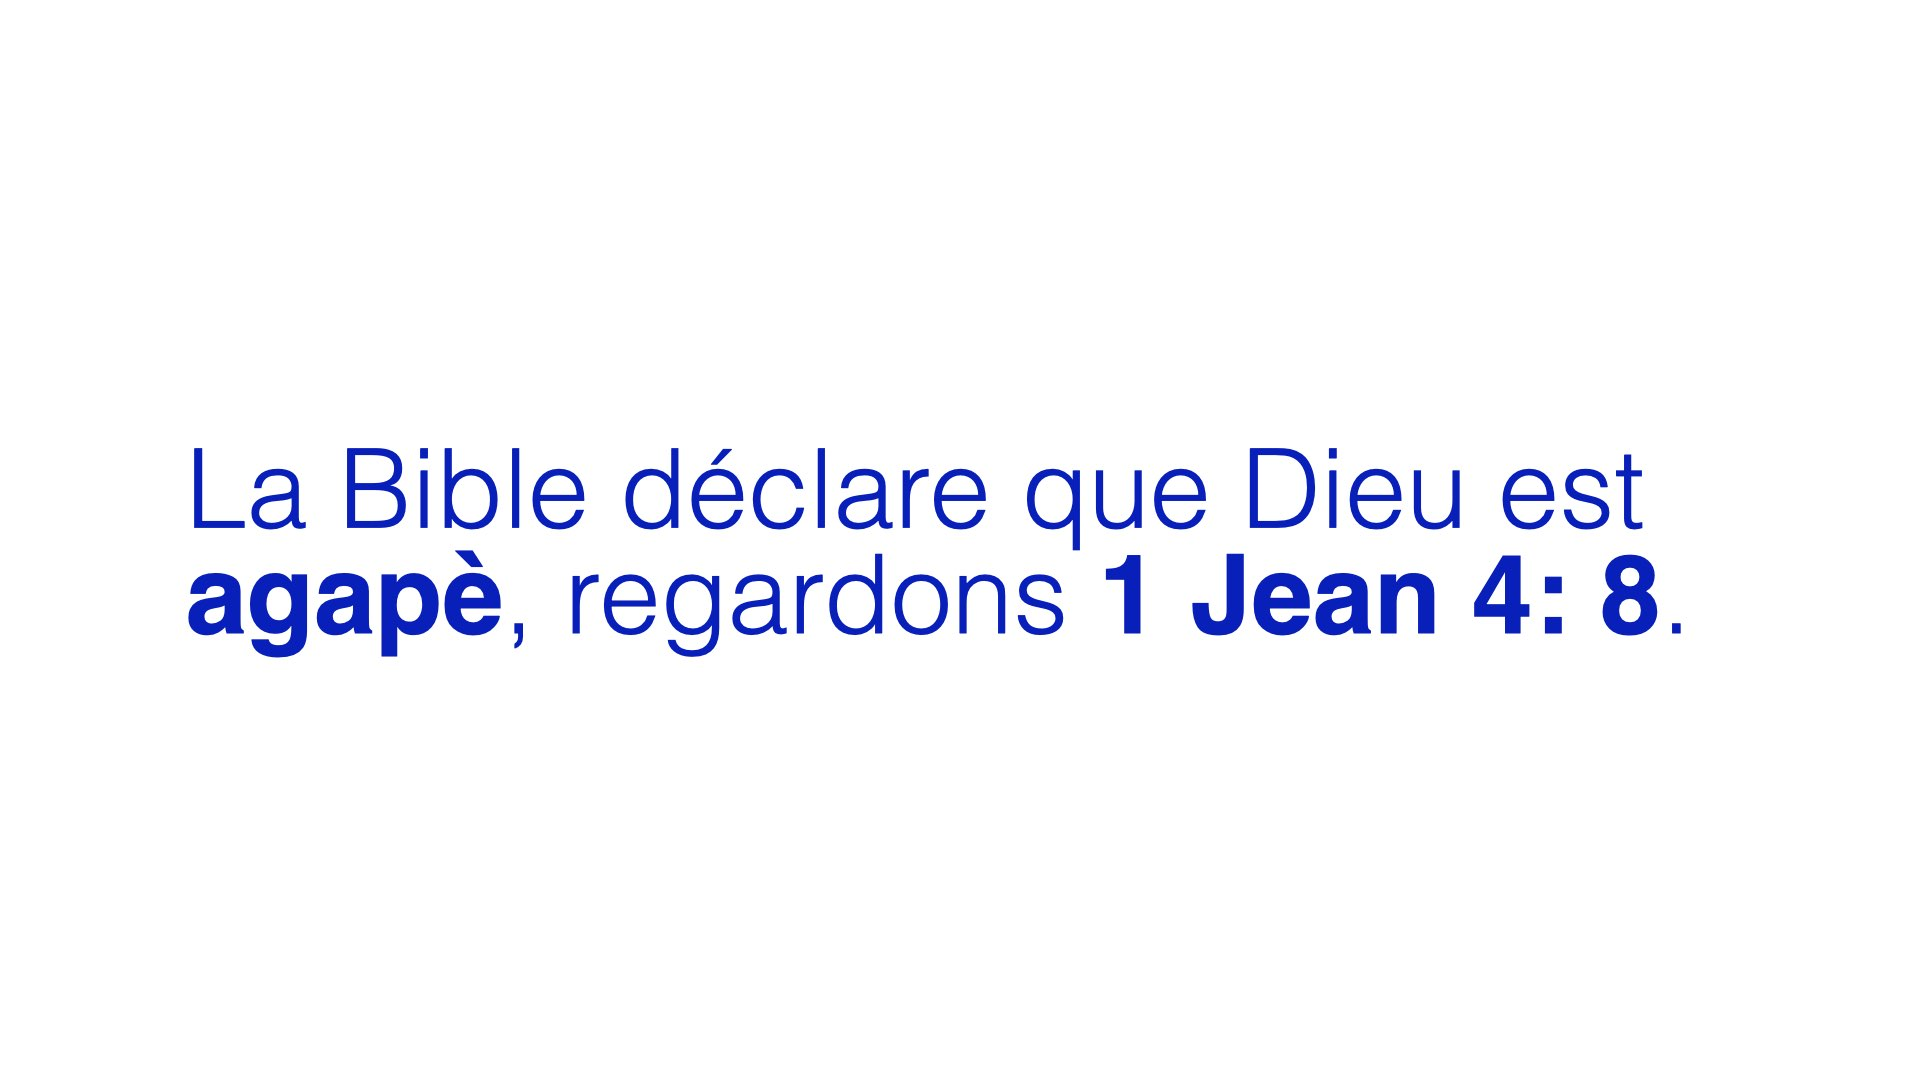 La Bible déclare que Dieu est
agapè, regardons 1 Jean 4: 8.